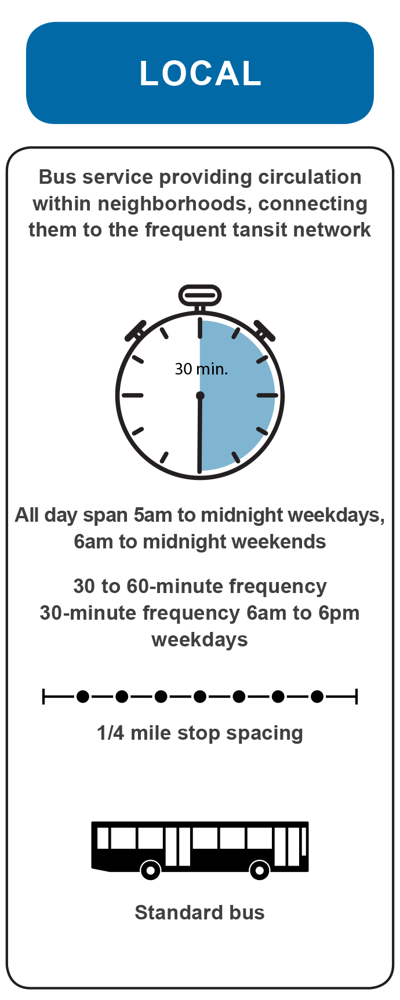 LOCAL
Bus service providing circulation
within neighborhoods, connecting
them to the frequent tansit network
30 min.
All day span 5am to midnight weekdays,
6am to midnight weekends
30 to 60-minute frequency
30-minute frequency 6am to 6pm
weekdays
1/4 mile stop spacing
Standard bus